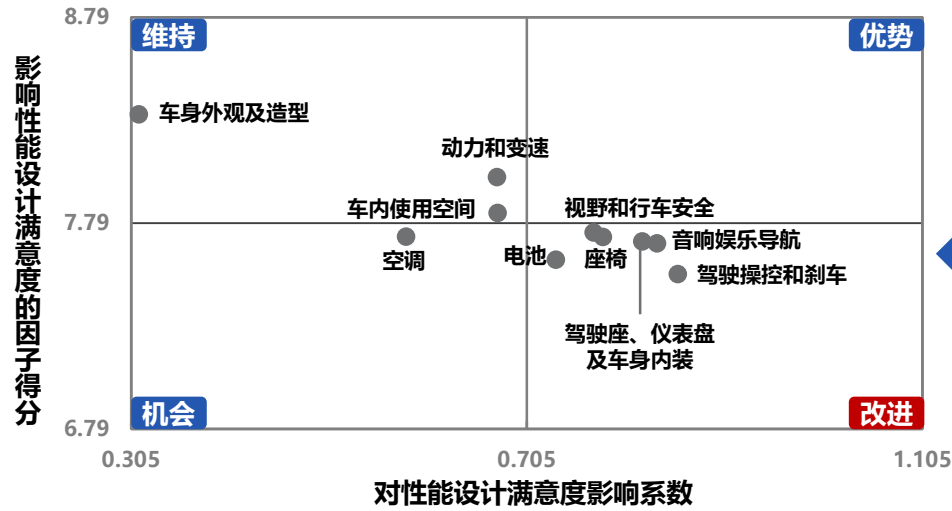 影响性能设计满意度的因子得分
8.79
维持
优势
车身外观及造型
动力和变速
车内使用空间
视野和行车安全
7.79
空调
电池
座椅
音响娱乐导航
驾驶操控和刹车
驾驶座、仪表盘
及车身内装
机会
改进
6.79
0.305
0.705
1.105
对性能设计满意度影响系数